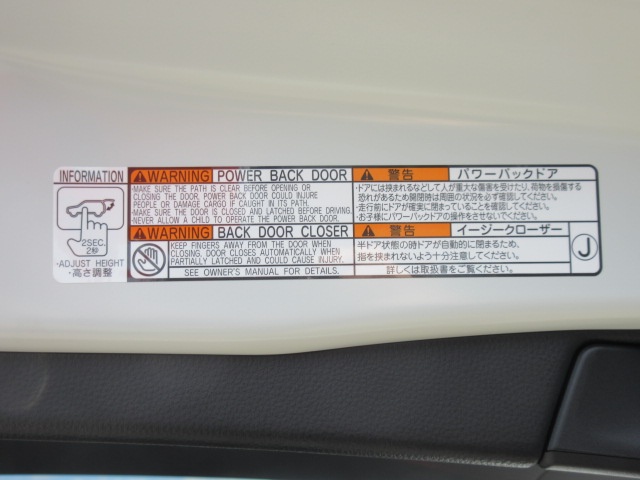 INFORMATION
2SEC.
2秒
•ADJUST HEIGHT
•高さ調整
WARNING POWER BACK DOOR
•MAKE SURE THE PATH IS CLEAR BEFORE OPENING OR
CLOSING THE DOOR. POWER BACK DOOR COULD INJURE
PEOPLE OR DAMAGE CARGO IF CAUGHT IN ITS PATH.
•MAKE SURE THE DOOR IS CLOSED AND LATCHED BEFORE DRIVING.
•NEVER ALLOW A CHILD TO OPERATE THE POWER BACK DOOR.
WARNING BACK DOOR CLOSER
KEEP FINGERS AWAY FROM THE DOOR WHEN
CLOSING. DOOR CLOSES AUTOMATICALLY WHEN
PARTIALLY LATCHED AND COULD CAUSE INJURY.
SEE OWNER'S MANUAL FOR DETAILS.
警告 パワーバックドア
•ドアには挟まれるなどして人が重大な傷害を受けたり、荷物を損傷する
恐れがあるため開閉時は周囲の状況を必ず確認してください。
•走行前にドアが確実に閉まっていることを確認してください。
•お子様にパワーバックドアの操作をさせないでください。
警告 イージークローザー
半ドア状態の時ドアが自動的に閉まるため、
指を挟まれないよう十分注意してください。
詳しくは取扱書をご覧ください。
J